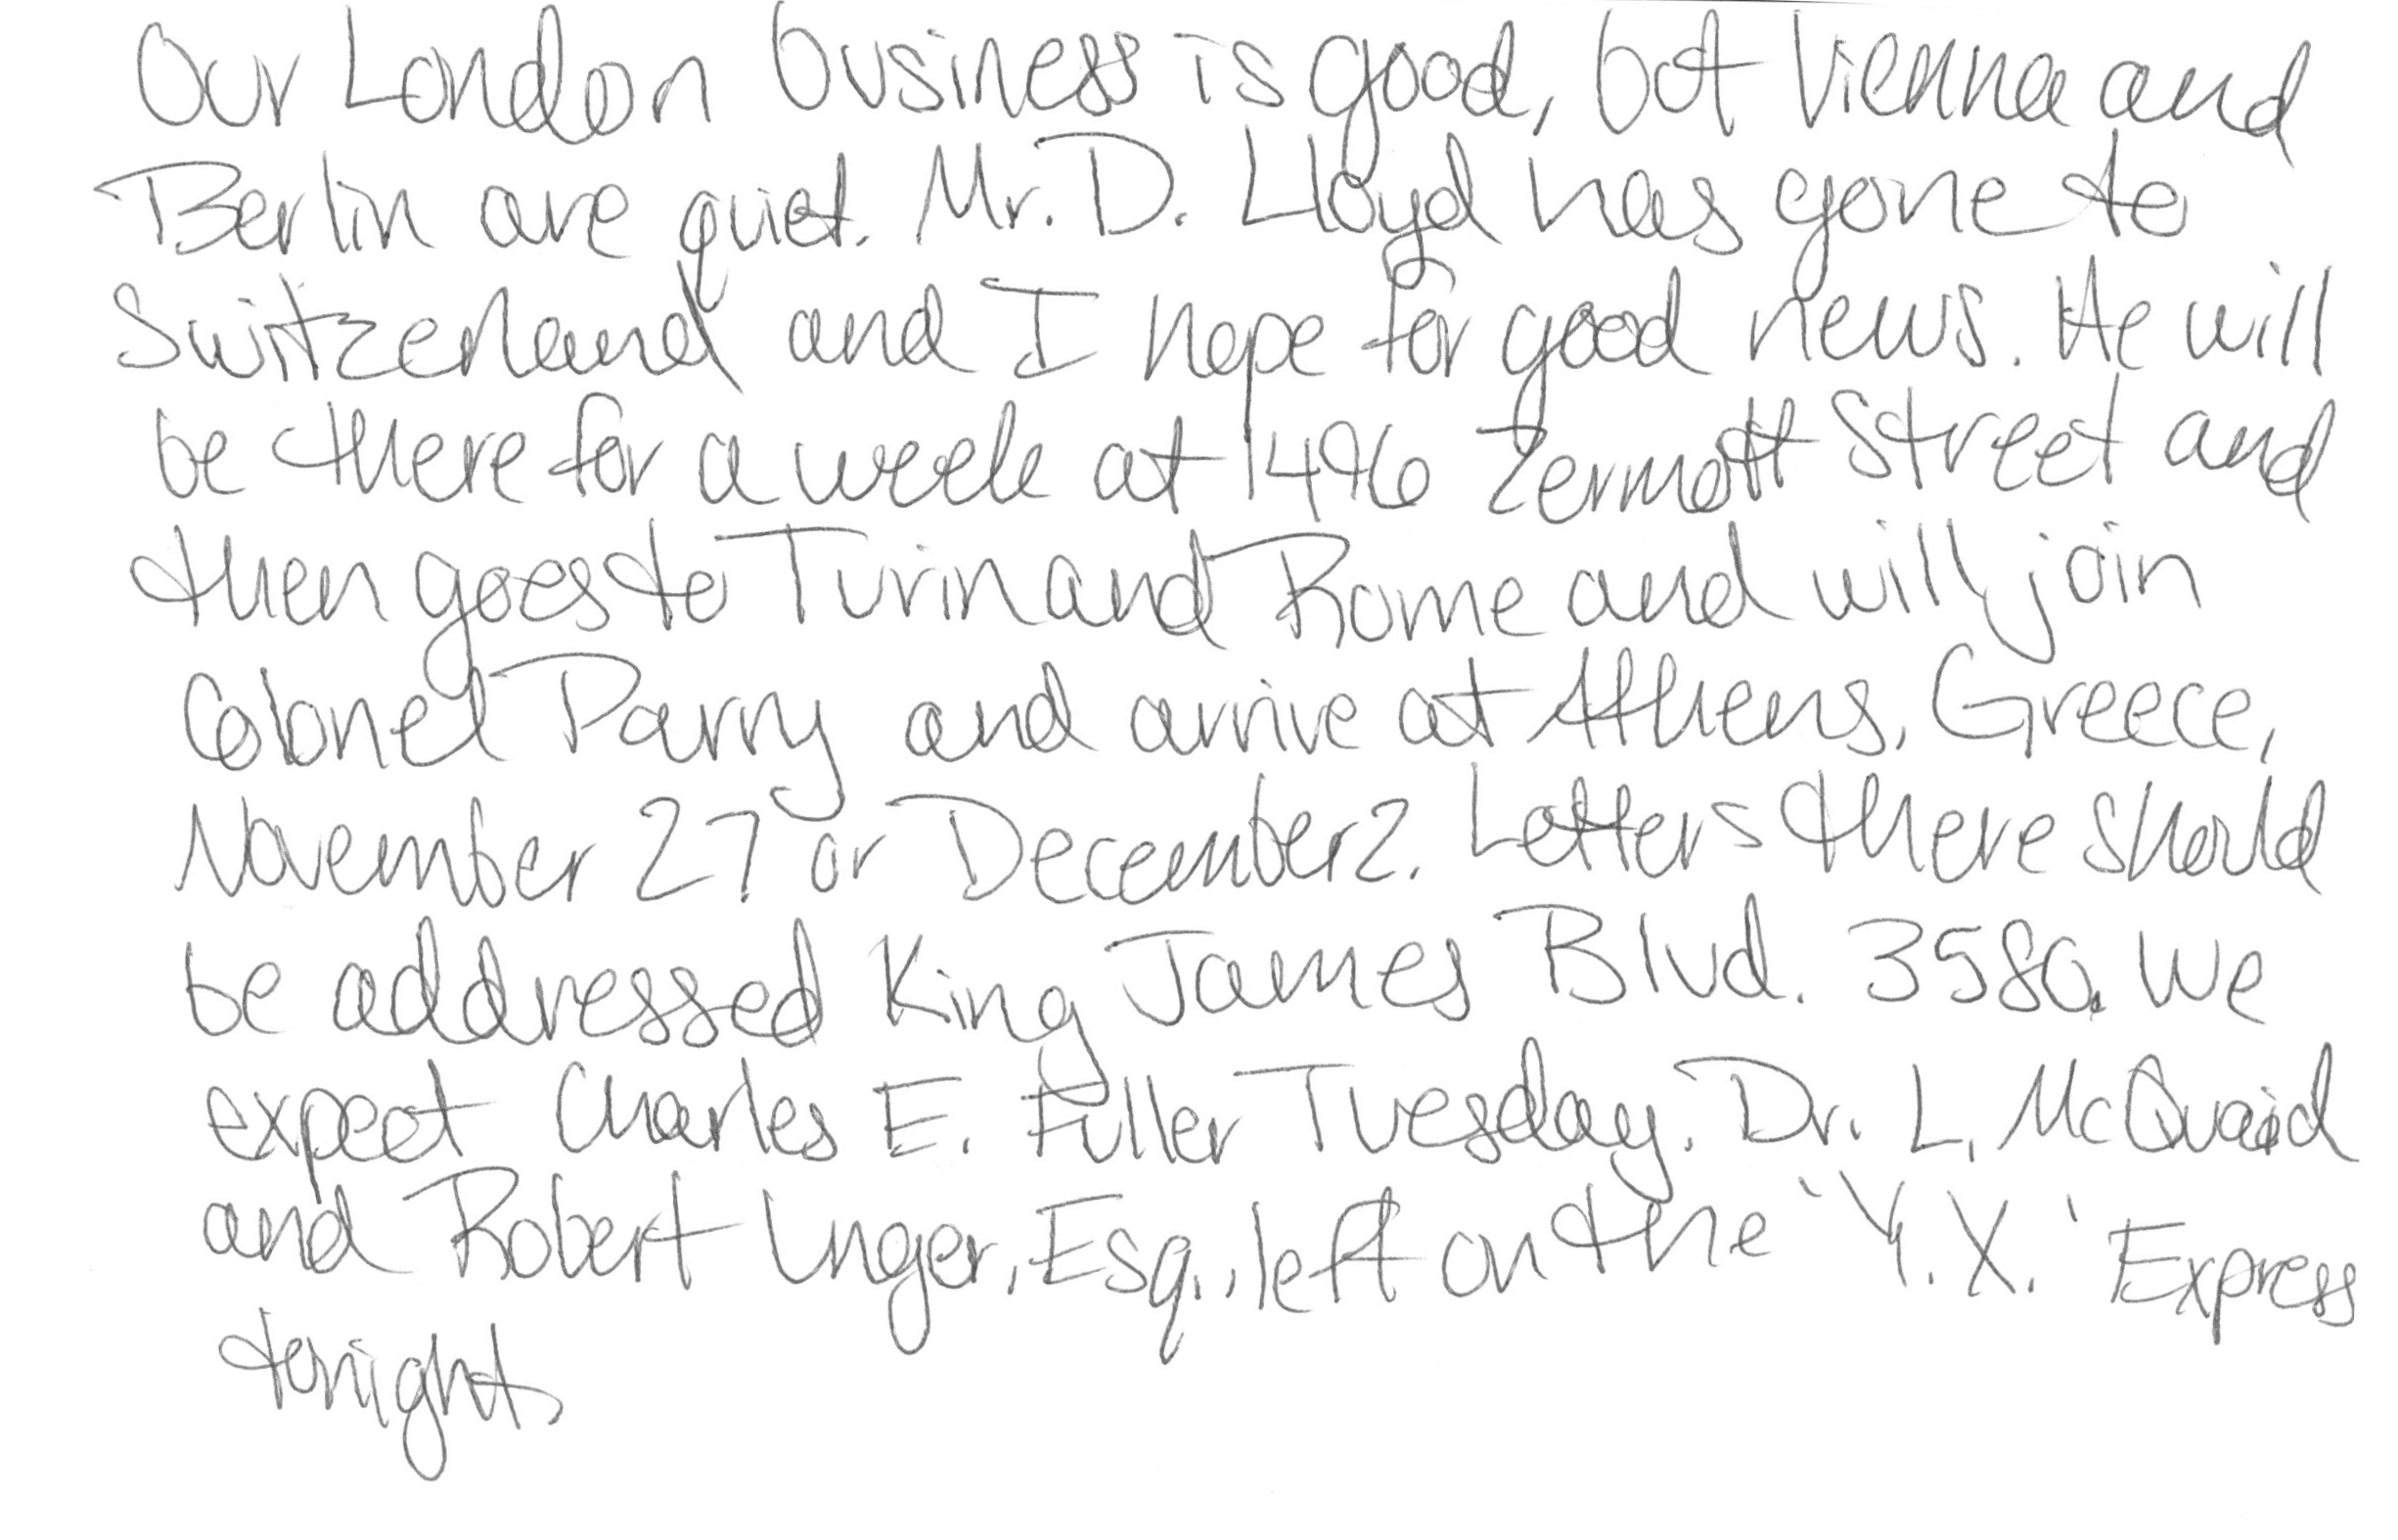 Our London business is good, but Vienna and
Berlin are quiet. Mr. D. Lloyd has gone to
Switzerland and I hope for good news. He will
be there for a week at 1496 Zermott Street and
then goes to Turin and Rome and will join
Colonel Parry and arrive at Athens, Greece,
November 27 or December 2. Letters there should
be addressed King James Blvd. 3580. We
expect Charles E. Fuller Tuesday. Dr. L. McQuaid
and Robert Unger, Esq., left on the 'Y. X.' Express
tonight.